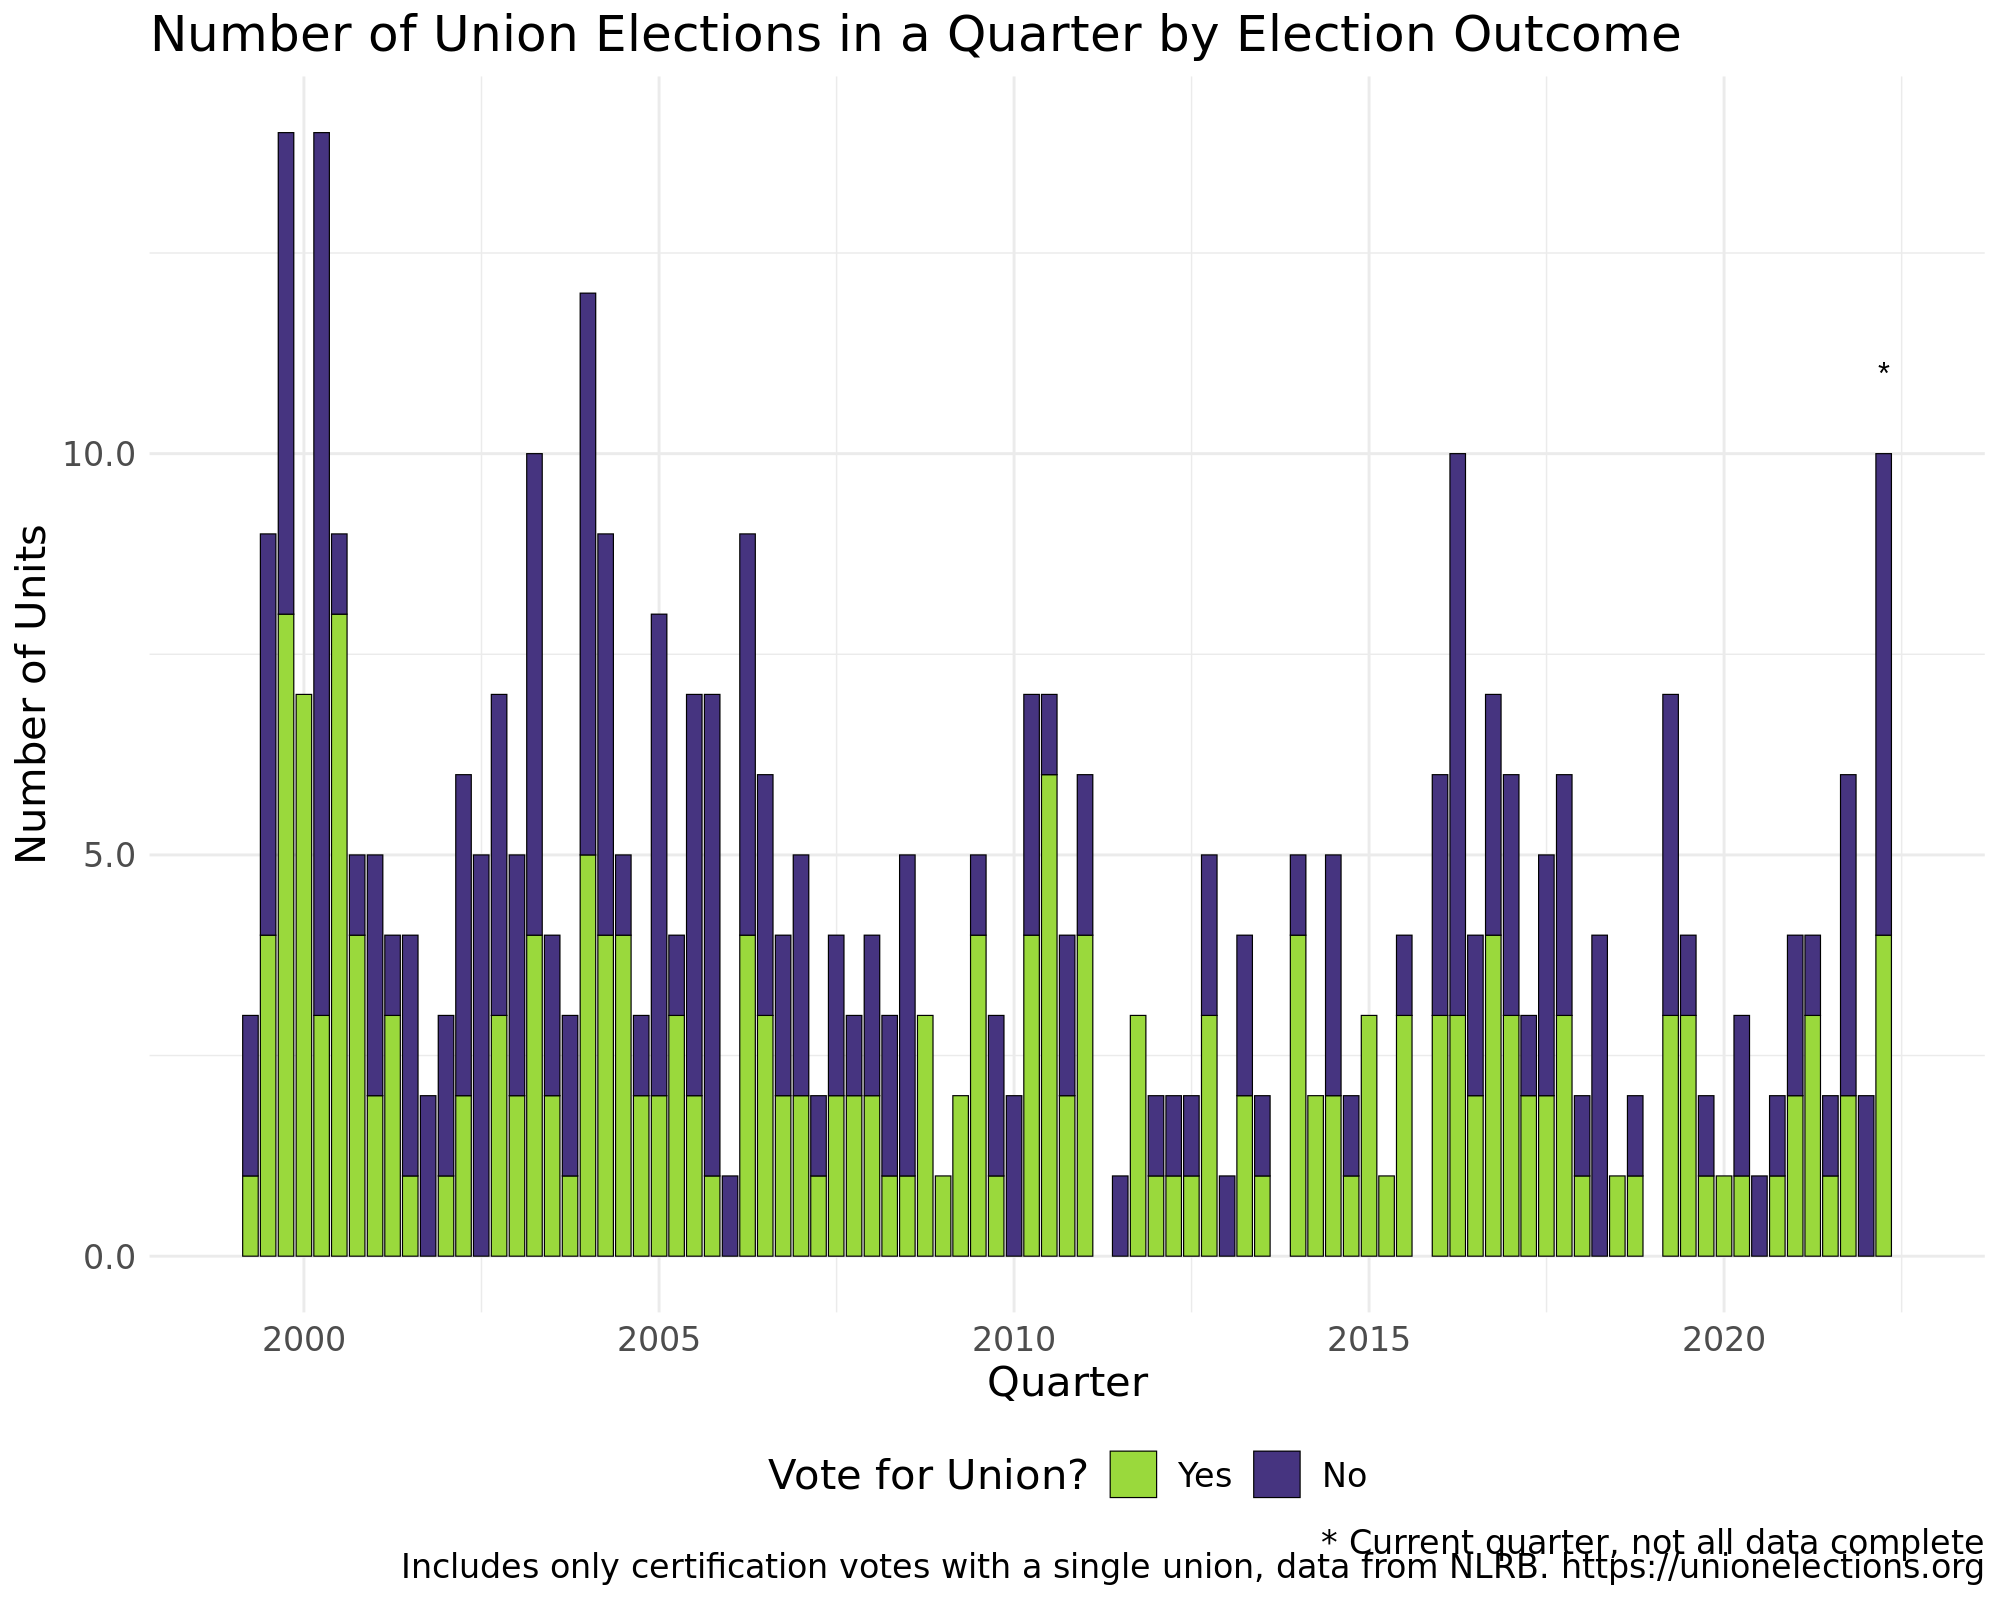 Number of Union Elections in a Quarter by Election Outcome
*
10.0
5.0
0.0
Number of Units
2000 2005 2010 2015 2020
Quarter
Vote for Union? Yes No
* Current quarter, not all data complete
Includes only certification votes with a single union, data from NLRB. https://unionelections.org